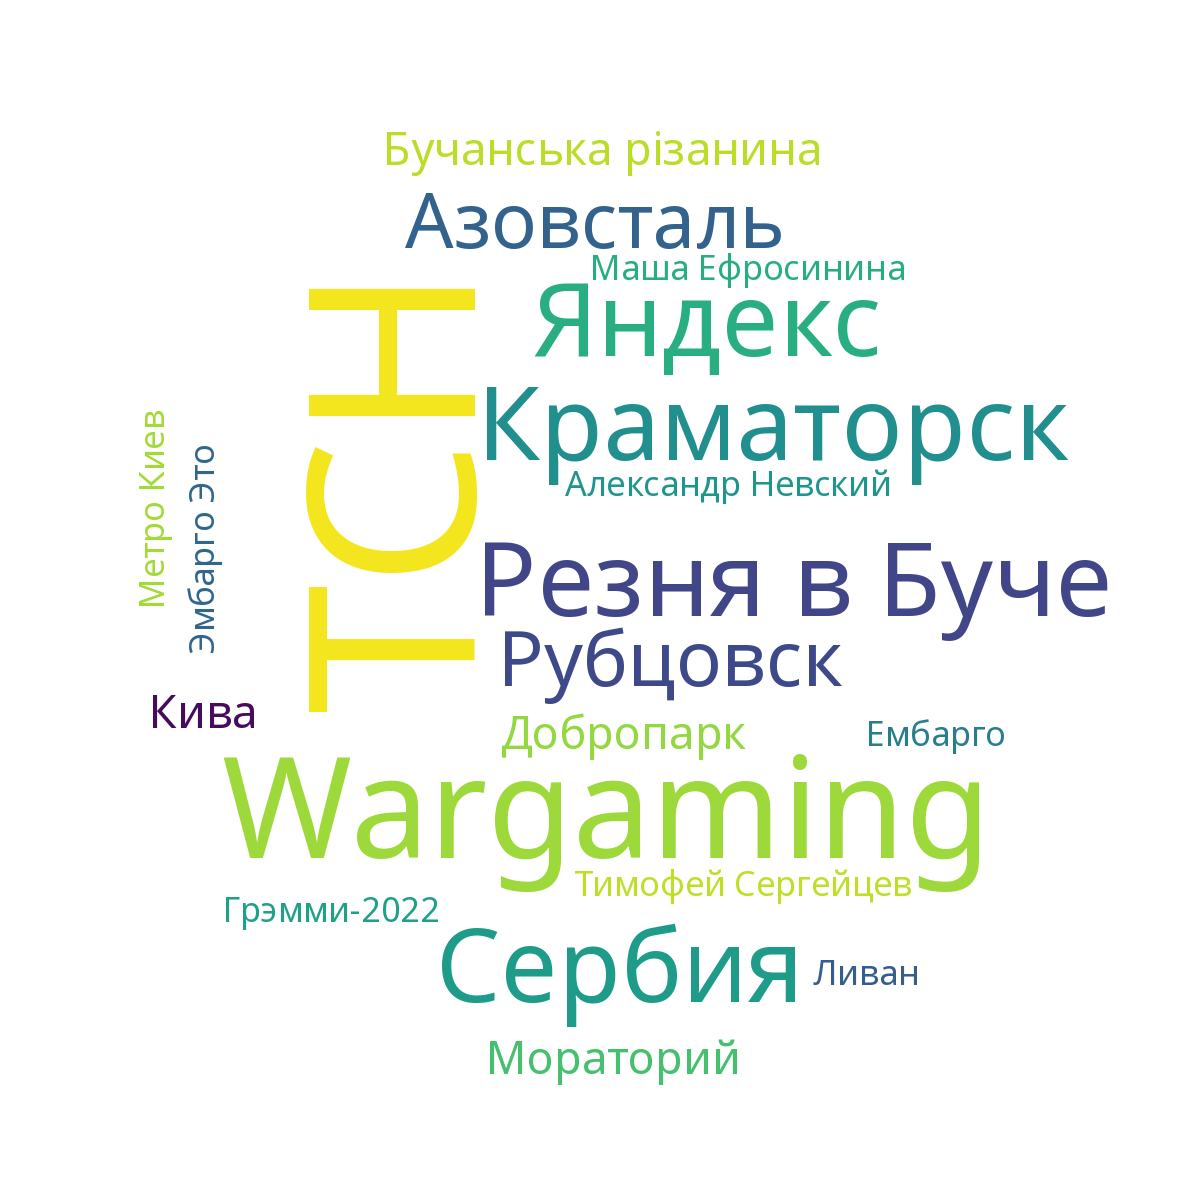 Бучанська різанина
Азовсталь
Маша Ефросинина
Яндекс
ТСН
Краматорск
Александр Невский
Метро Киев
Эмбарго Это
Резня в Буче
Рубцовск
Кива
Добропарк
Ембарго
Wargaming
Тимофей Сергейцев
Грэмми-2022
Сербия
Ливан
Мораторий